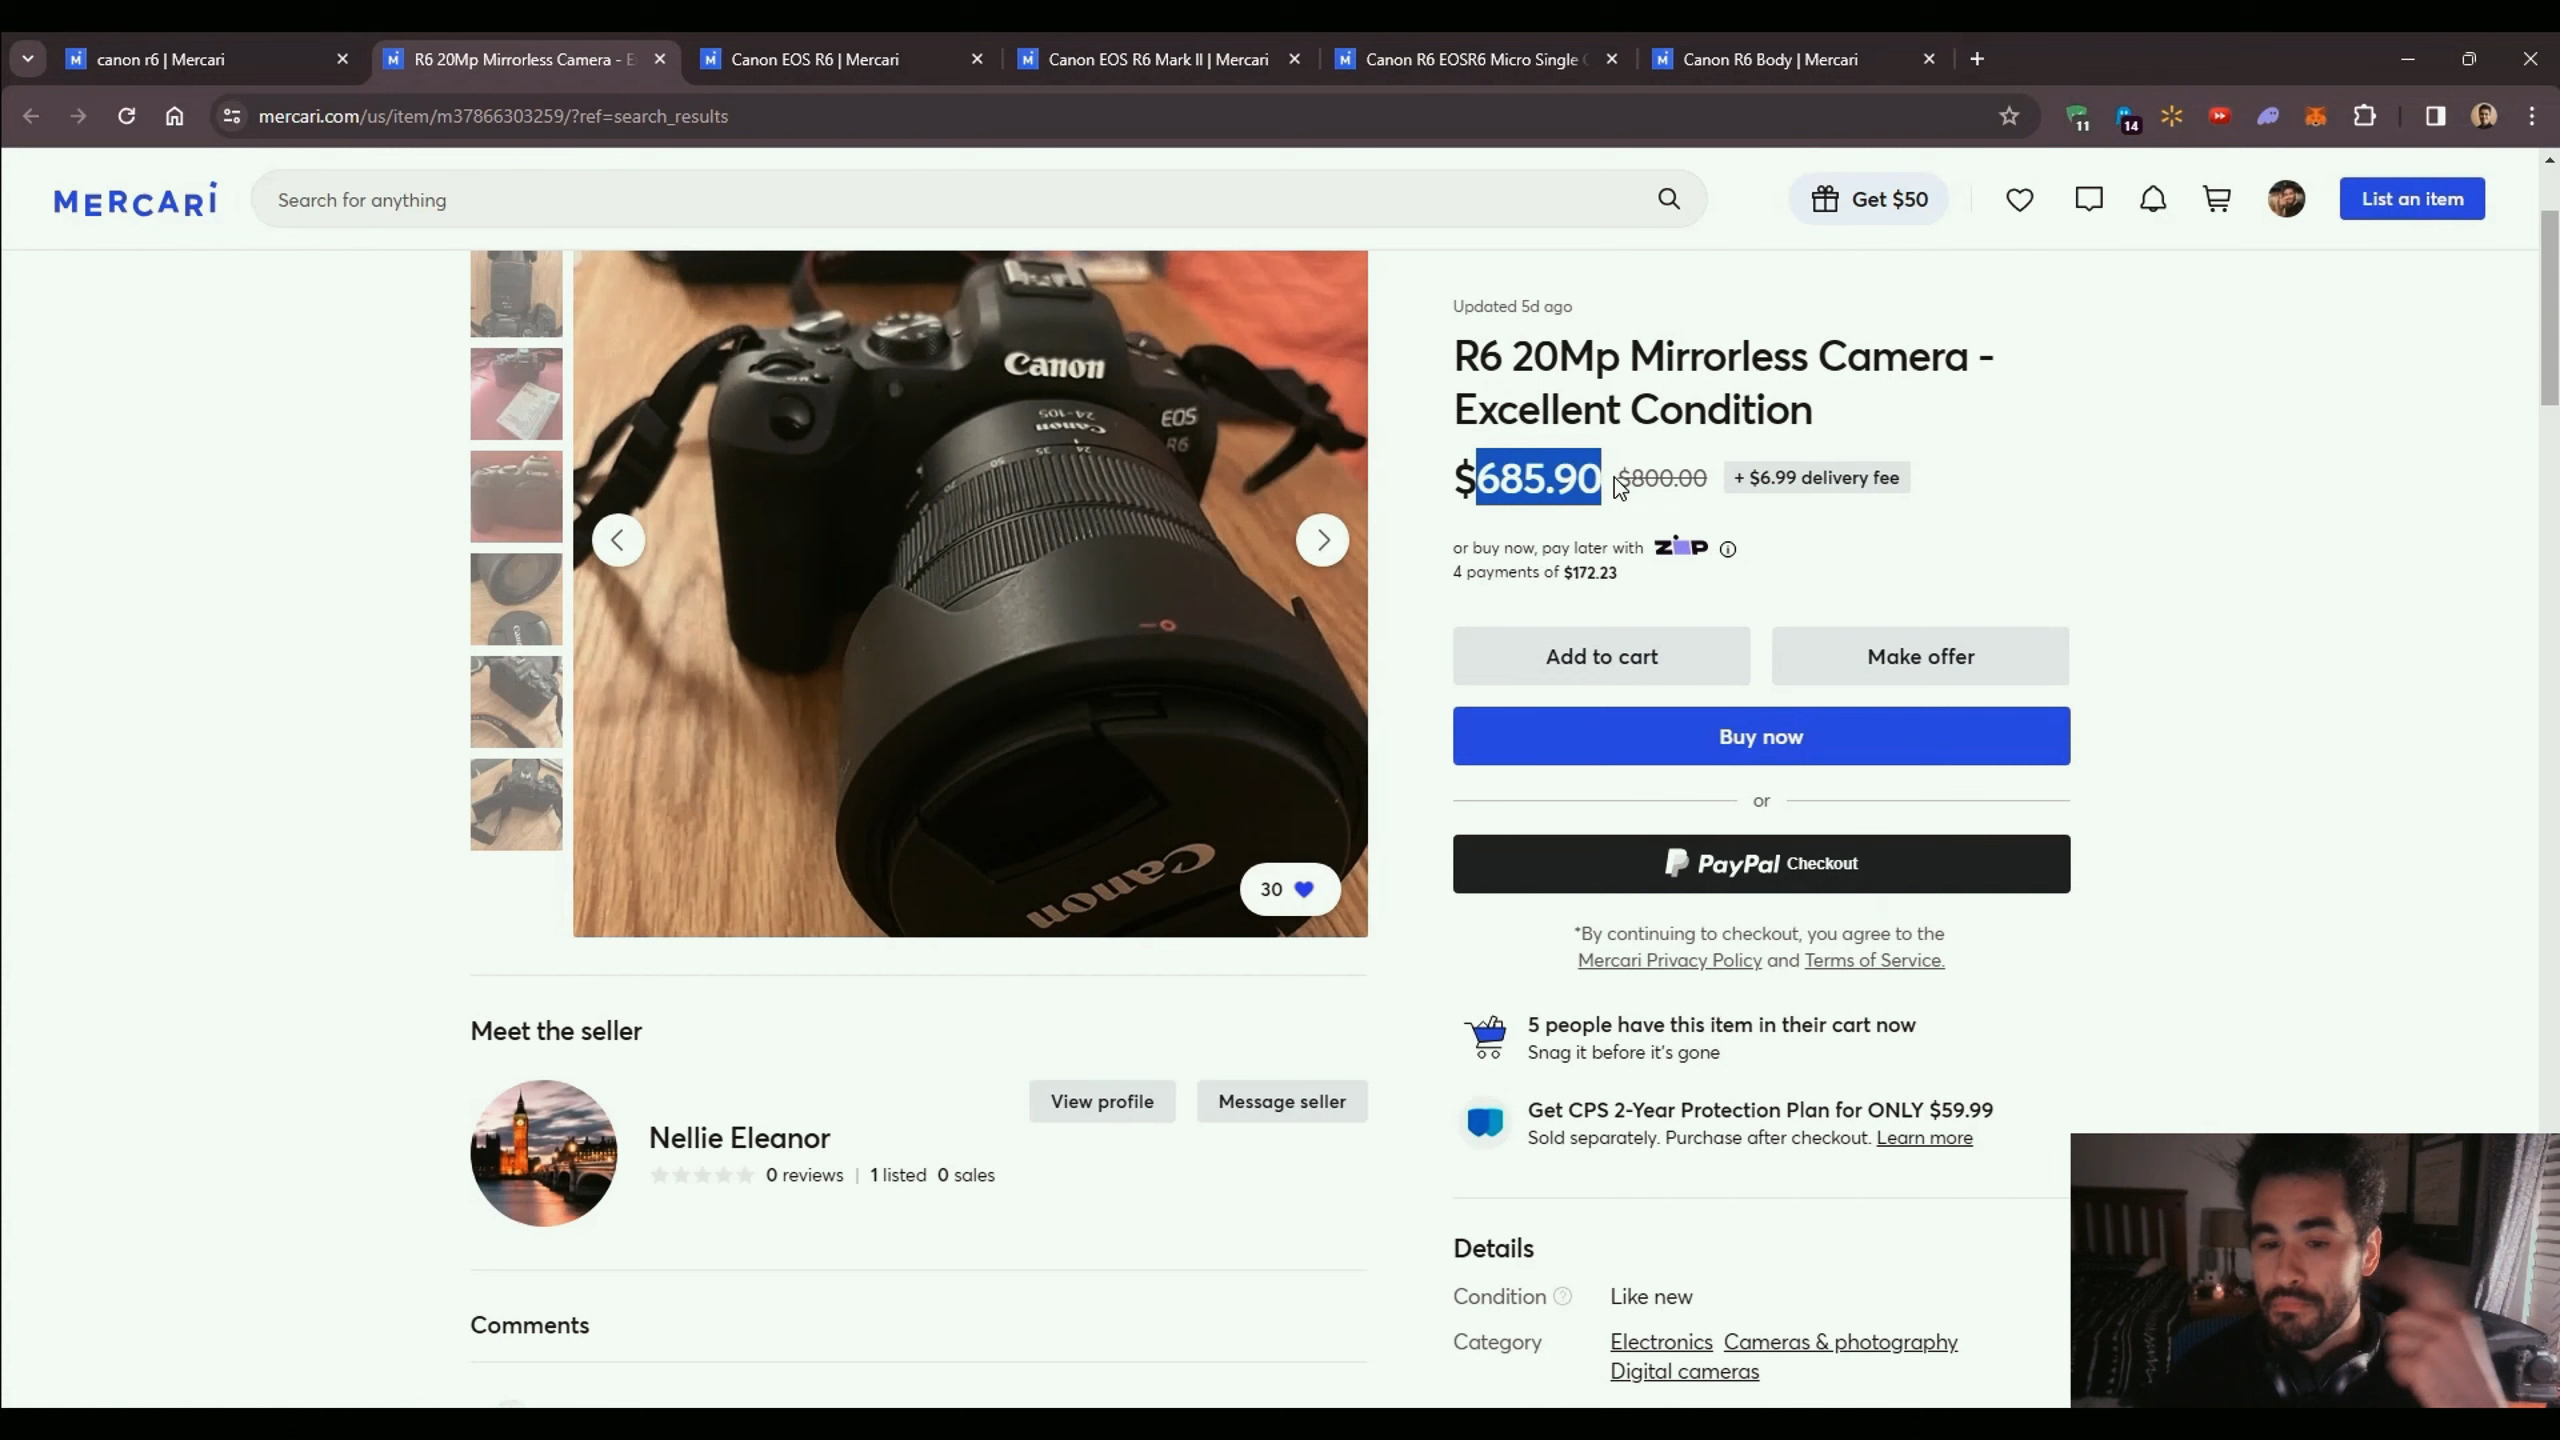 canon r6 | Mercari
R6 20Mp Mirrorless Camera - E
Canon EOS R6 | Mercari
Canon EOS R6 Mark II | Mercari
Canon R6 EOSR6 Micro Single
Canon R6 Body | Mercari
mercari.com/us/item/m37866303259/?ref=search_results
11
14
MERCARI
Search for anything
Get $50
List an item
Updated 5d ago
R6 20Mp Mirrorless Camera -
Excellent Condition
$685.90 $800.00 + $6.99 delivery fee
or buy now, pay later with ZIP
4 payments of $172.23
Add to cart
Make offer
Buy now
or
PayPal Checkout
*By continuing to checkout, you agree to the
Mercari Privacy Policy and Terms of Service.
5 people have this item in their cart now
Snag it before it's gone
Get CPS 2-Year Protection Plan for ONLY $59.99
Sold separately. Purchase after checkout. Learn more
Details
Condition Like new
Category Electronics Cameras & photography
Digital cameras
Canon
EOS
R6
24-105
Canon
24
35
50
Canon
30
Meet the seller
Nellie Eleanor
0 reviews | 1 listed 0 sales
View profile
Message seller
Comments